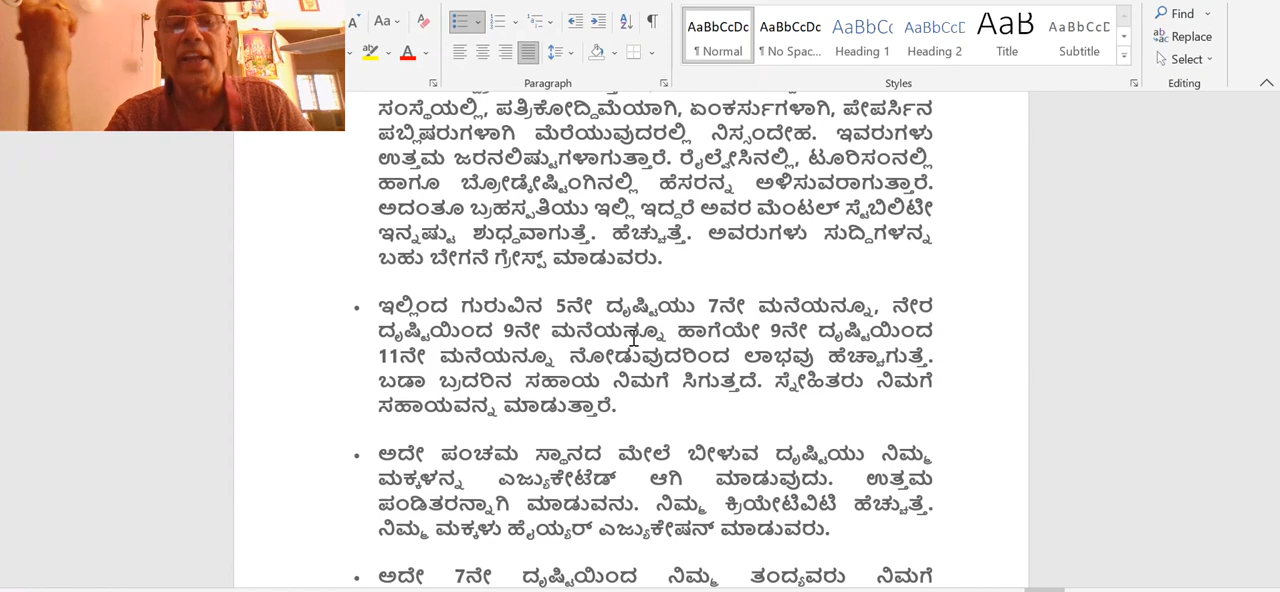 Aa
Find
AaBbCcDc AaBbCcDc AaBbCc AaBbCcD AaB AaBbCcD
Replace
¶ Normal ¶ No Spac... Heading 1 Heading 2 Title Subtitle
Select
Paragraph Styles Editing
ಸಂಸ್ಥೆಯಲ್ಲಿ, ಪತ್ರಿಕೋದ್ದಿಮೆಯಾಗಿ, ಏಂಕರ್ಸುಗಳಾಗಿ, ಪೇಪರ್ಸಿನ
ಪಬ್ಲಿಷರುಗಳಾಗಿ ಮೆರೆಯುವುದರಲ್ಲಿ ನಿಸ್ಸಂದೇಹ. ಇವರುಗಳು
ಉತ್ತಮ ಜರನಲಿಷ್ಟುಗಳಾಗುತ್ತಾರೆ. ರೈಲ್ವೇಸಿನಲ್ಲಿ, ಟೂರಿಸಂನಲ್ಲಿ
ಹಾಗೂ ಬ್ರೋಡ್ಕೇಷ್ಟಿಂಗಿನಲ್ಲಿ ಹೆಸರನ್ನ ಅಳಿಸುವರಾಗುತ್ತಾರೆ.
ಅದಂತೂ ಬ್ರಹಸ್ಪತಿಯು ಇಲ್ಲಿ ಇದ್ದರೆ ಅವರ ಮೆಂಟಲ್ ಸ್ಟೆಬಿಲಿಟೀ
ಇನ್ನಷ್ಟು ಶುಧ್ಧವಾಗುತ್ತೆ. ಹೆಚ್ಚುತ್ತೆ. ಅವರುಗಳು ಸುದ್ದಿಗಳನ್ನ
ಬಹು ಬೇಗನೆ ಗ್ರೇಸ್ಪ್ ಮಾಡುವರು.
• ಇಲ್ಲಿಂದ ಗುರುವಿನ 5ನೇ ದೃಷ್ಟಿಯು 7ನೇ ಮನೆಯನ್ನೂ, ನೇರ
ದೃಷ್ಟಿಯಿಂದ 9ನೇ ಮನೆಯನ್ನೂ ಹಾಗೆಯೇ 9ನೇ ದೃಷ್ಟಿಯಿಂದ
11ನೇ ಮನೆಯನ್ನೂ ನೋಡುವುದರಿಂದ ಲಾಭವು ಹೆಚ್ಚಾಗುತ್ತೆ.
ಬಡಾ ಬ್ರದರಿನ ಸಹಾಯ ನಿಮಗೆ ಸಿಗುತ್ತದೆ. ಸ್ನೇಹಿತರು ನಿಮಗೆ
ಸಹಾಯವನ್ನ ಮಾಡುತ್ತಾರೆ.
• ಅದೇ ಪಂಚಮ ಸ್ಥಾನದ ಮೇಲೆ ಬೀಳುವ ದೃಷ್ಟಿಯು ನಿಮ್ಮ
ಮಕ್ಕಳನ್ನ ಎಜ್ಯುಕೇಟೆಡ್ ಆಗಿ ಮಾಡುವುದು. ಉತ್ತಮ
ಪಂಡಿತರನ್ನಾಗಿ ಮಾಡುವನು. ನಿಮ್ಮ ಕ್ರಿಯೇಟಿವಿಟಿ ಹೆಚ್ಚುತ್ತೆ.
ನಿಮ್ಮ ಮಕ್ಕಳು ಹೈಯ್ಯರ್ ಎಜ್ಯುಕೇಷನ್ ಮಾಡುವರು.
• ಅದೇ 7ನೇ ದೃಷ್ಟಿಯಿಂದ ನಿಮ್ಮ ತಂದ್ಯವರು ನಿಮಗೆ